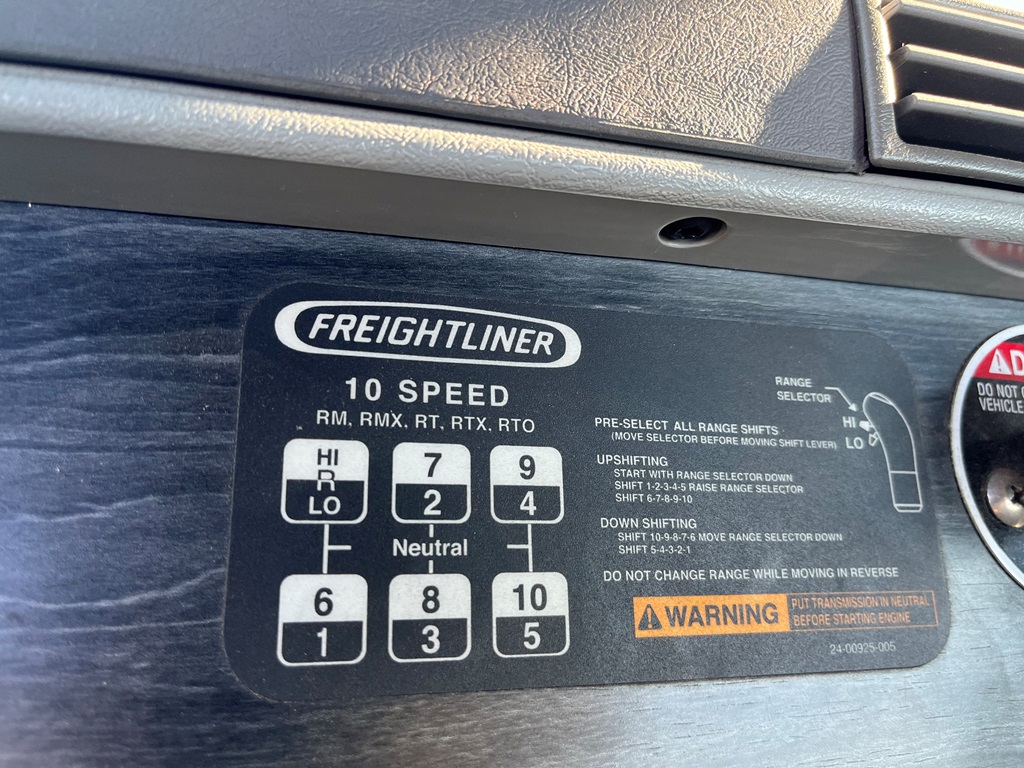 FREIGHTLINER
10 SPEED
RM, RMX, RT, RTX, RTO
HI
R
LO
7
2
9
4
Neutral
6
1
8
3
10
5
RANGE
SELECTOR
HI
LO
PRE-SELECT ALL RANGE SHIFTS
(MOVE SELECTOR BEFORE MOVING SHIFT LEVER)
UPSHIFTING
START WITH RANGE SELECTOR DOWN
SHIFT 1-2-3-4-5 RAISE RANGE SELECTOR
SHIFT 6-7-8-9-10
DOWN SHIFTING
SHIFT 10-9-8-7-6 MOVE RANGE SELECTOR DOWN
SHIFT 5-4-3-2-1
DO NOT CHANGE RANGE WHILE MOVING IN REVERSE
WARNING
PUT TRANSMISSION IN NEUTRAL
BEFORE STARTING ENGINE
24-00925-005
DO NOT
VEHICLE